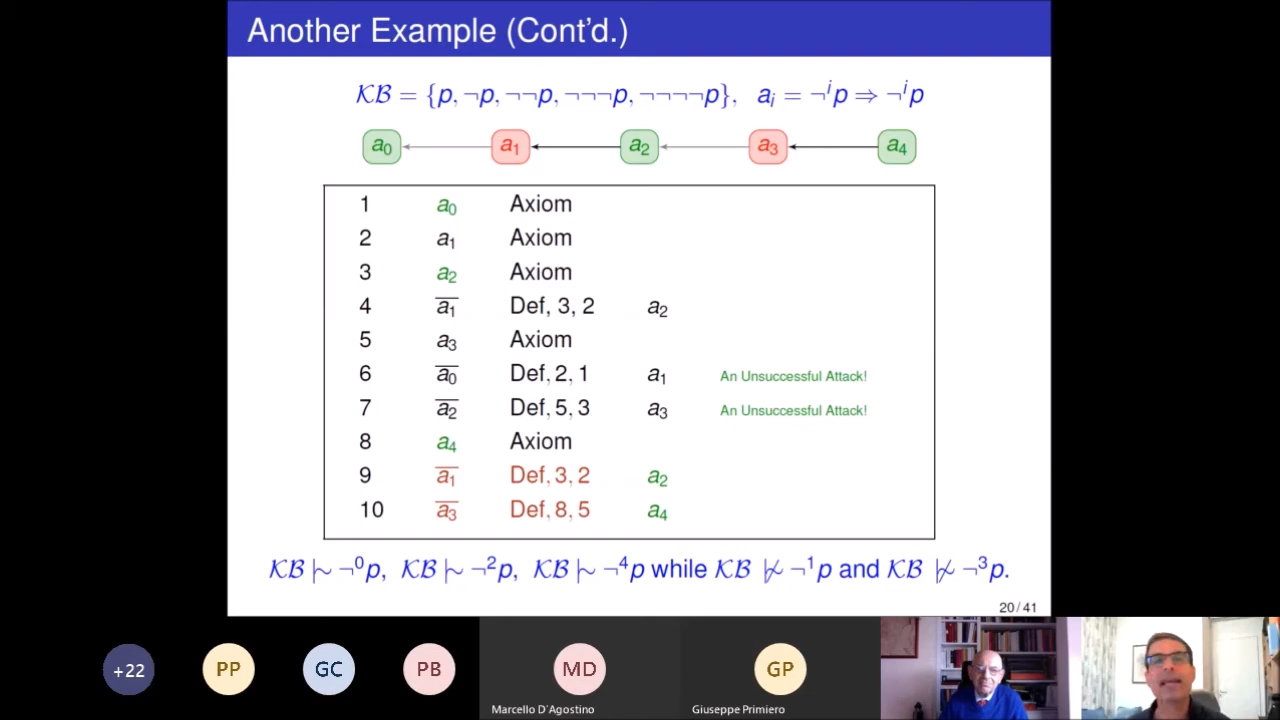 Another Example (Cont'd.)
𝒦ℬ = {p, ¬p, ¬¬p, ¬¬¬p, ¬¬¬¬p}, aᵢ = ¬ⁱp ⇒ ¬ⁱp
a₀ a₁ a₂ a₃ a₄
1 a₀ Axiom
2 a₁ Axiom
3 a₂ Axiom
4 a̅₁ Def, 3, 2 a₂
5 a₃ Axiom
6 a̅₀ Def, 2, 1 a₁ An Unsuccessful Attack!
7 a̅₂ Def, 5, 3 a₃ An Unsuccessful Attack!
8 a₄ Axiom
9 a̅₁ Def, 3, 2 a₂
10 a̅₃ Def, 8, 5 a₄
𝒦ℬ |∼ ¬⁰p, 𝒦ℬ |∼ ¬²p, 𝒦ℬ |∼ ¬⁴p while 𝒦ℬ |≁ ¬¹p and 𝒦ℬ |≁ ¬³p.
20 / 41
+22 PP GC PB MD GP
Marcello D'Agostino Giuseppe Primiero